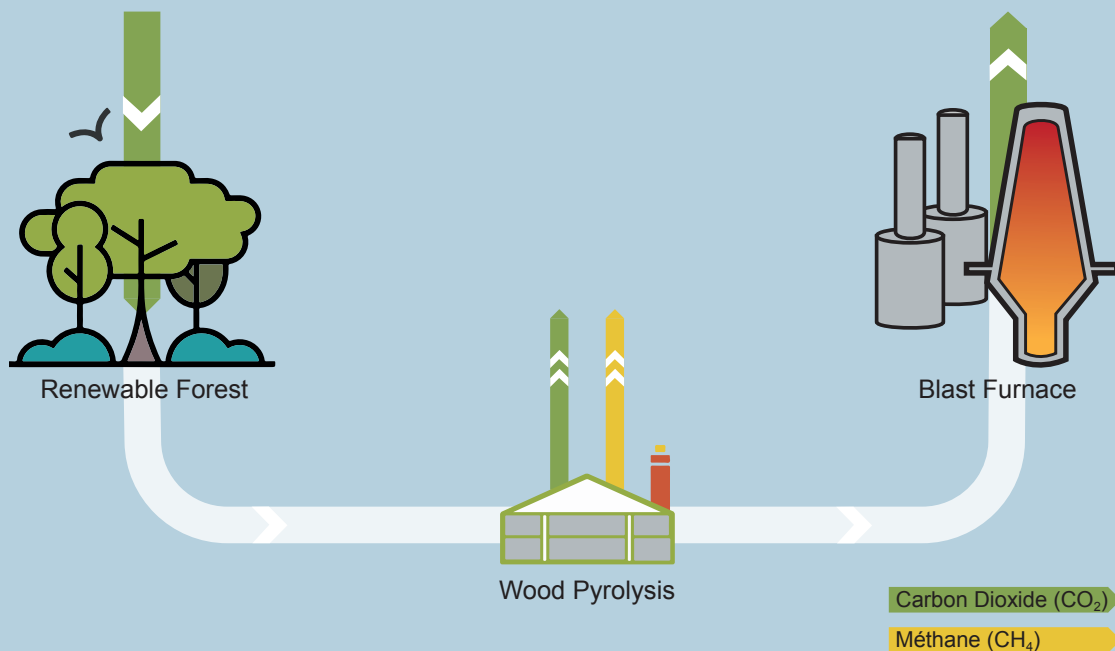 Renewable Forest
Blast Furnace
Wood Pyrolysis
Carbon Dioxide (CO₂)
Méthane (CH₄)